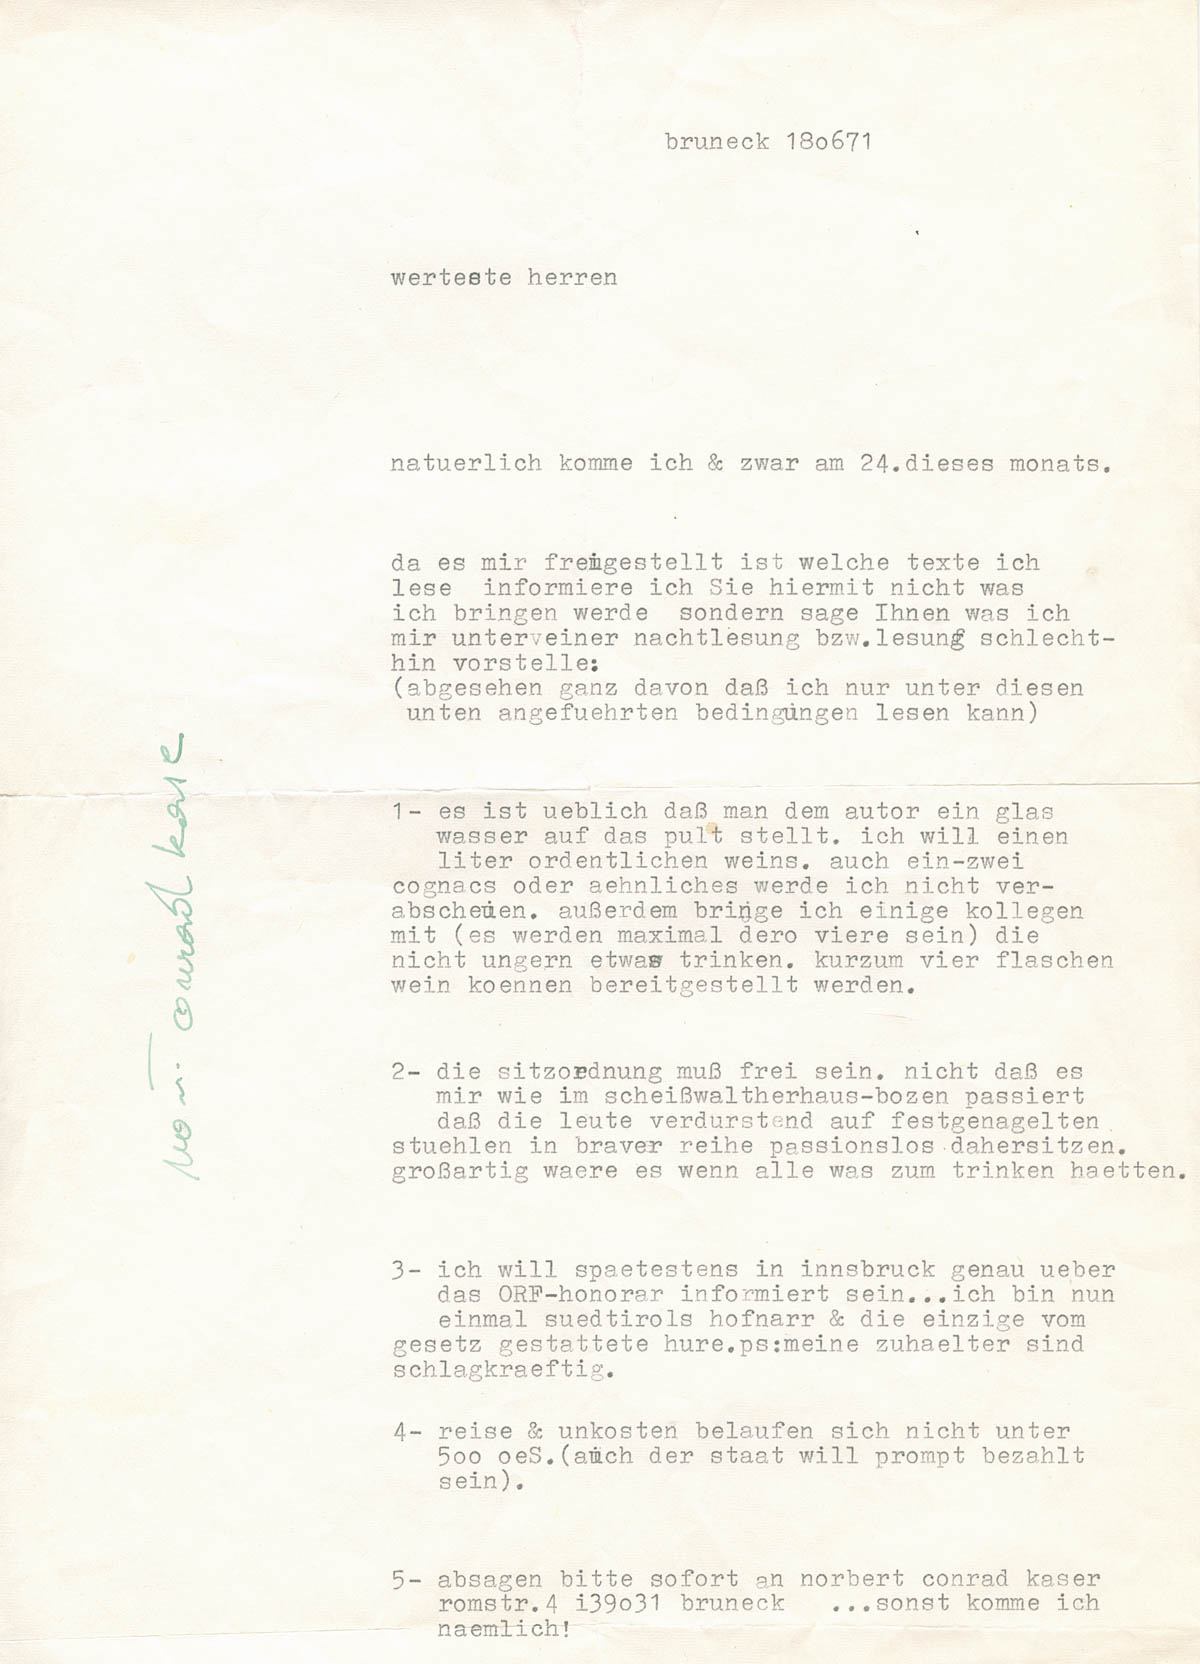 bruneck 18o671
werteste herren
natuerlich komme ich & zwar am 24.dieses monats.
da es mir freigestellt ist welche texte ich
lese informiere ich Sie hiermit nicht was
ich bringen werde sondern sage Ihnen was ich
mir unter einer nachtlesung bzw.lesung schlecht-
hin vorstelle:
(abgesehen ganz davon daß ich nur unter diesen
unten angefuehrten bedingungen lesen kann)
1- es ist ueblich daß man dem autor ein glas
wasser auf das pult stellt. ich will einen
liter ordentlichen weins. auch ein-zwei
cognacs oder aehnliches werde ich nicht ver-
abscheuen. außerdem bringe ich einige kollegen
mit (es werden maximal dero viere sein) die
nicht ungern etwas trinken. kurzum vier flaschen
wein koennen bereitgestellt werden.
2- die sitzordnung muß frei sein. nicht daß es
mir wie im scheißwaltherhaus-bozen passiert
daß die leute verdurstend auf festgenagelten
stuehlen in braver reihe passionslos dahersitzen.
großartig waere es wenn alle was zum trinken haetten.
3- ich will spaetestens in innsbruck genau ueber
das ORF-honorar informiert sein...ich bin nun
einmal suedtirols hofnarr & die einzige vom
gesetz gestattete hure.ps:meine zuhaelter sind
schlagkraeftig.
4- reise & unkosten belaufen sich nicht unter
5oo oeS.(auch der staat will prompt bezahlt
sein).
5- absagen bitte sofort an norbert conrad kaser
romstr.4 i39o31 bruneck ...sonst komme ich
naemlich!
conrad kase